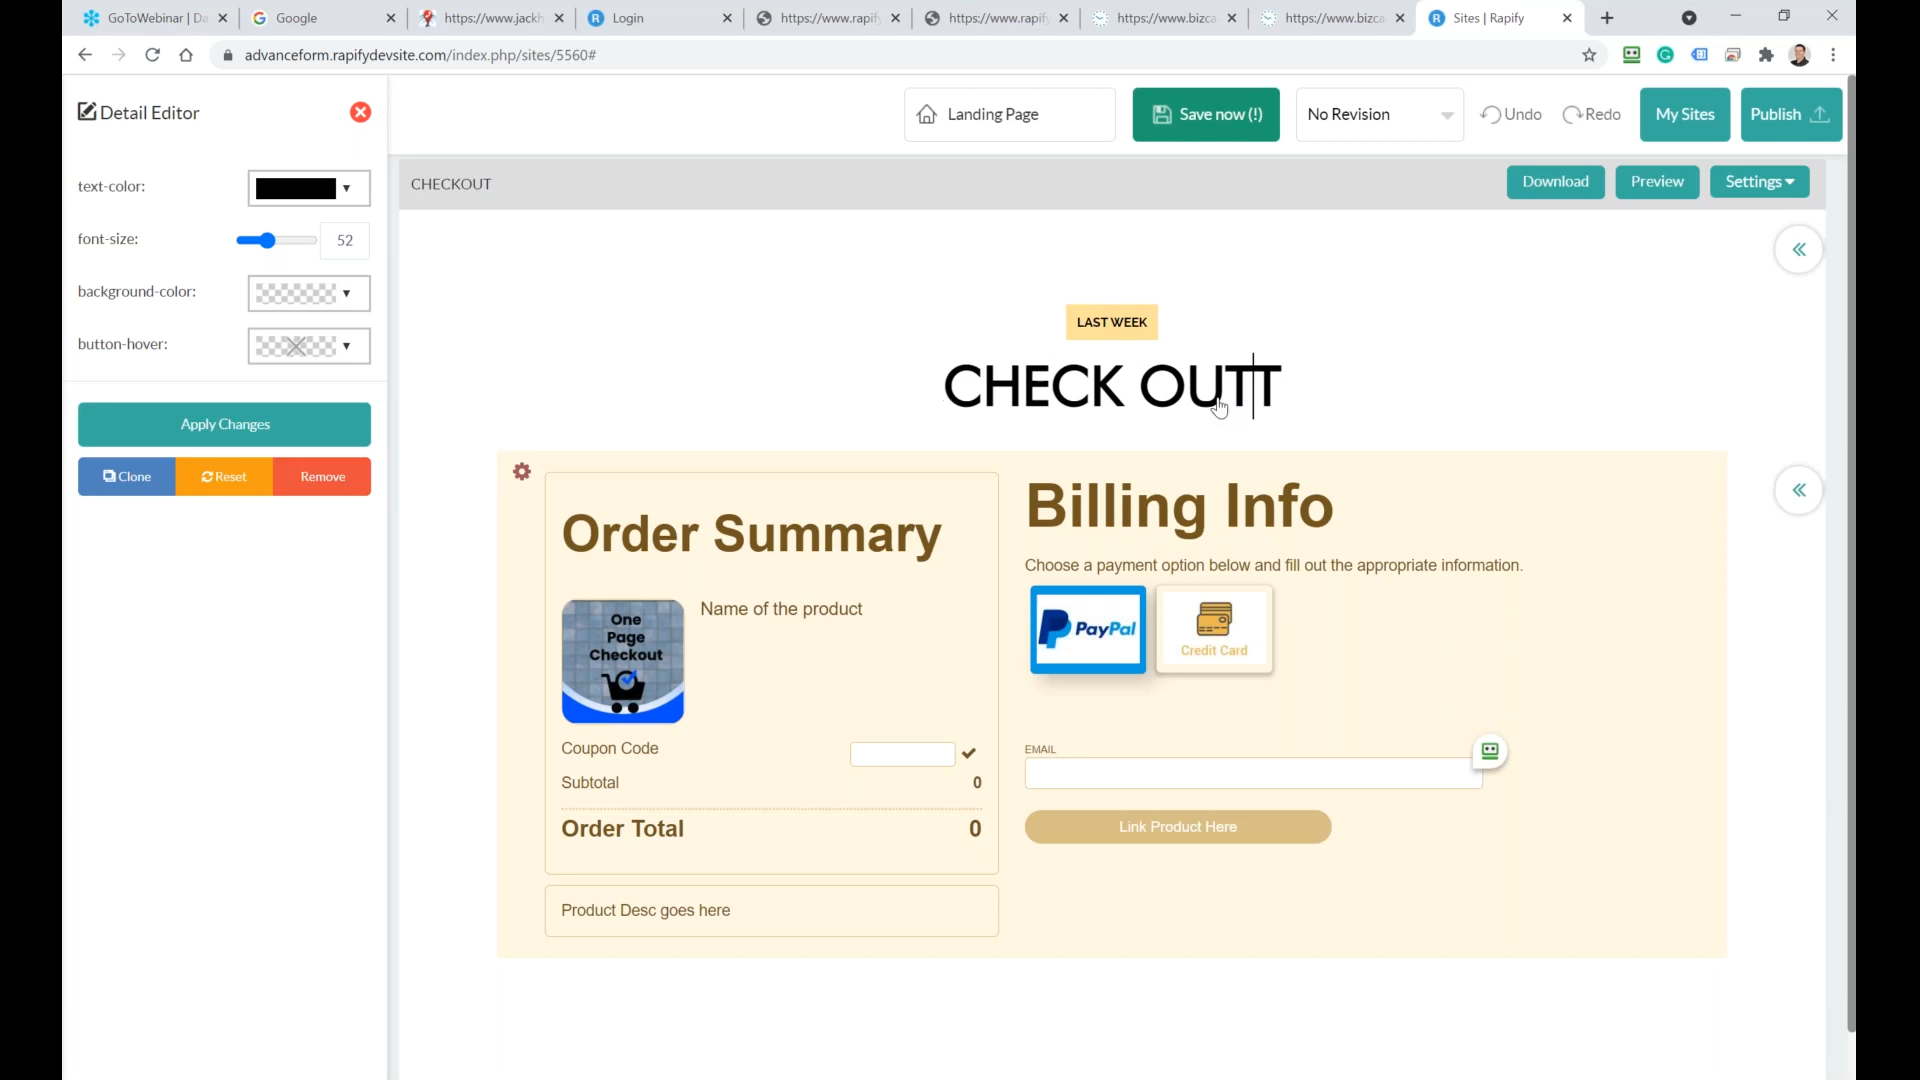 GoToWebinar | Da
Google
https://www.jackh
Login
https://www.rapify
https://www.rapify
https://www.bizca
https://www.bizca
Sites | Rapify
advanceform.rapifydevsite.com/index.php/sites/5560#
Detail Editor
Landing Page
Save now (!)
No Revision
Undo
Redo
My Sites
Publish
CHECKOUT
Download
Preview
Settings
text-color:
font-size:
52
background-color:
button-hover:
Apply Changes
Clone
Reset
Remove
LAST WEEK
CHECK OUTT
Order Summary
One
Page
Checkout
Name of the product
Coupon Code
Subtotal
0
Order Total
0
Product Desc goes here
Billing Info
Choose a payment option below and fill out the appropriate information.
PayPal
Credit Card
EMAIL
Link Product Here